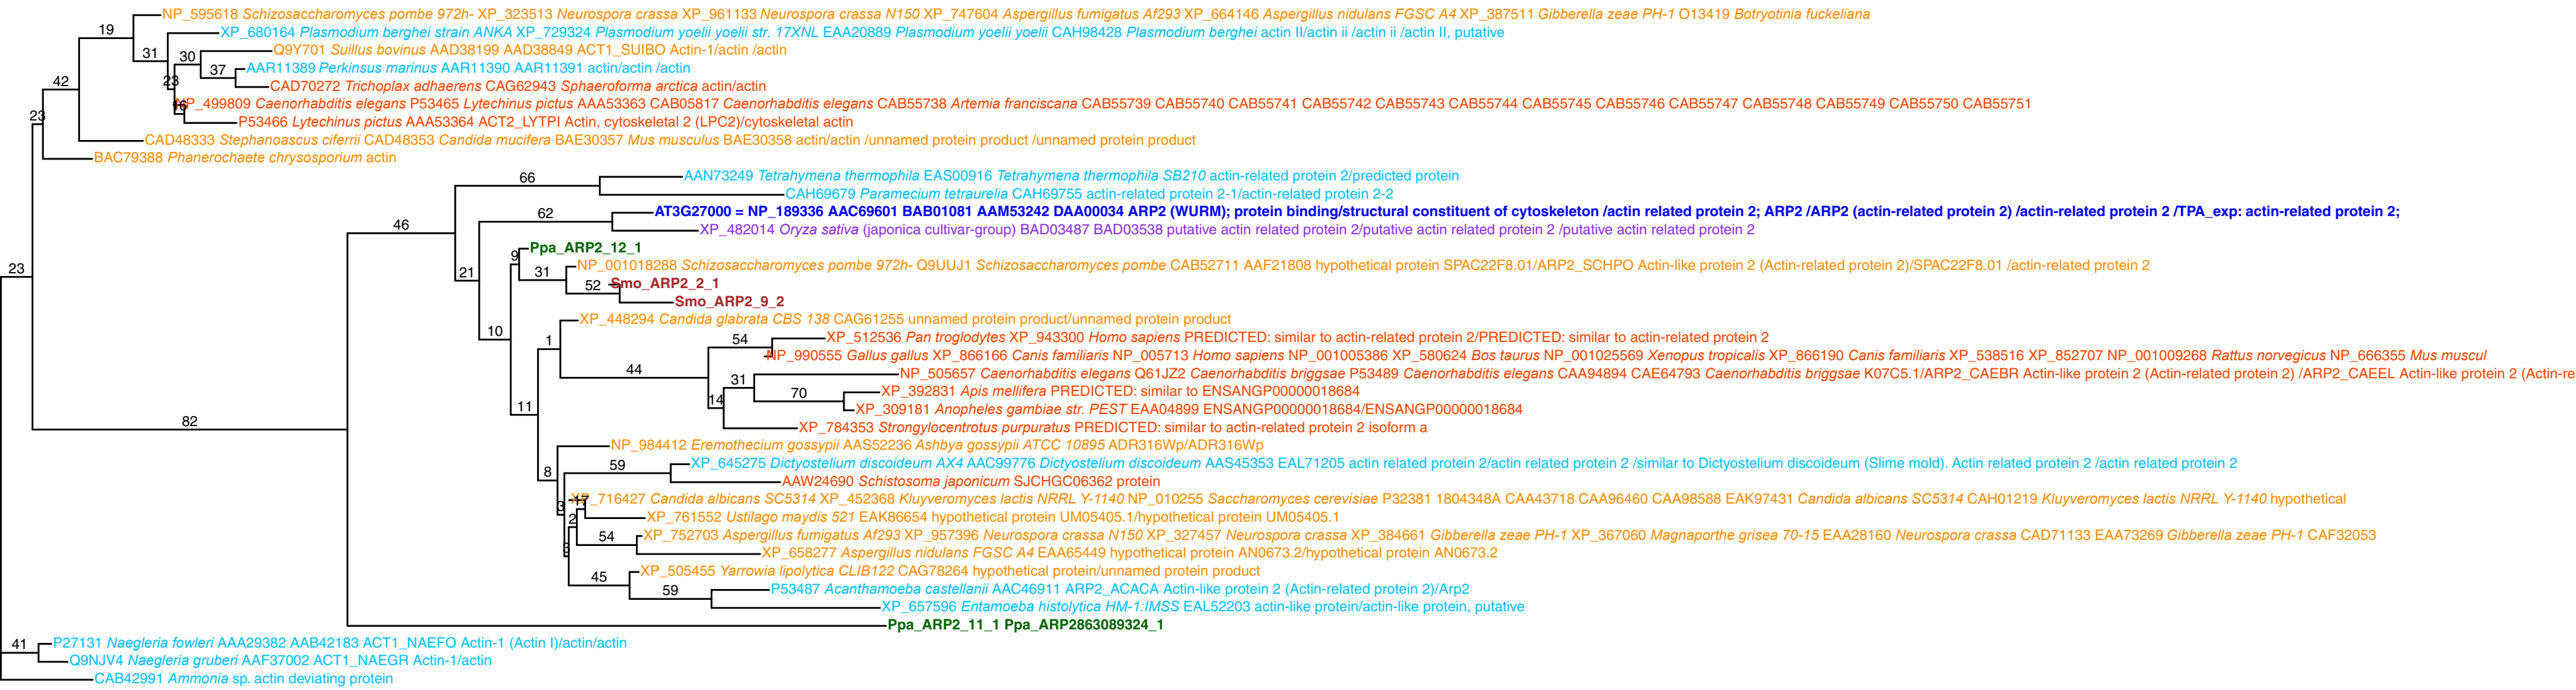 NP_595618 Schizosaccharomyces pombe 972h- XP_323513 Neurospora crassa XP_961133 Neurospora crassa N150 XP_747604 Aspergillus fumigatus Af293 XP_664146 Aspergillus nidulans FGSC A4 XP_387511 Gibberella zeae PH-1 O13419 Botryotinia fuckeliana
19
XP_680164 Plasmodium berghei strain ANKA XP_729324 Plasmodium yoelii yoelii str. 17XNL EAA20889 Plasmodium yoelii yoelii CAH98428 Plasmodium berghei actin II/actin ii /actin ii /actin II, putative
31
Q9Y701 Suillus bovinus AAD38199 AAD38849 ACT1_SUIBO Actin-1/actin /actin
30
AAR11389 Perkinsus marinus AAR11390 AAR11391 actin/actin /actin
37
42
23
CAD70272 Trichoplax adhaerens CAG62943 Sphaeroforma arctica actin/actin
NP_499809 Caenorhabditis elegans P53465 Lytechinus pictus AAA53363 CAB05817 Caenorhabditis elegans CAB55738 Artemia franciscana CAB55739 CAB55740 CAB55741 CAB55742 CAB55743 CAB55744 CAB55745 CAB55746 CAB55747 CAB55748 CAB55749 CAB55750 CAB55751
23
P53466 Lytechinus pictus AAA53364 ACT2_LYTPI Actin, cytoskeletal 2 (LPC2)/cytoskeletal actin
CAD48333 Stephanoascus ciferrii CAD48353 Candida mucifera BAE30357 Mus musculus BAE30358 actin/actin /unnamed protein product /unnamed protein product
BAC79388 Phanerochaete chrysosporium actin
66
AAN73249 Tetrahymena thermophila EAS00916 Tetrahymena thermophila SB210 actin-related protein 2/predicted protein
CAH69679 Paramecium tetraurelia CAH69755 actin-related protein 2-1/actin-related protein 2-2
62
AT3G27000 = NP_189336 AAC69601 BAB01081 AAM53242 DAA00034 ARP2 (WURM); protein binding/structural constituent of cytoskeleton /actin related protein 2; ARP2 /ARP2 (actin-related protein 2) /actin-related protein 2 /TPA_exp: actin-related protein 2;
46
XP_482014 Oryza sativa (japonica cultivar-group) BAD03487 BAD03538 putative actin related protein 2/putative actin related protein 2 /putative actin related protein 2
Ppa_ARP2_12_1
9
NP_001018288 Schizosaccharomyces pombe 972h- Q9UUJ1 Schizosaccharomyces pombe CAB52711 AAF21808 hypothetical protein SPAC22F8.01/ARP2_SCHPO Actin-like protein 2 (Actin-related protein 2)/SPAC22F8.01 /actin-related protein 2
23
21
31
Smo_ARP2_2_1
52
Smo_ARP2_9_2
XP_448294 Candida glabrata CBS 138 CAG61255 unnamed protein product/unnamed protein product
10
XP_512536 Pan troglodytes XP_943300 Homo sapiens PREDICTED: similar to actin-related protein 2/PREDICTED: similar to actin-related protein 2
1
54
NP_990555 Gallus gallus XP_866166 Canis familiaris NP_005713 Homo sapiens NP_001005386 XP_580624 Bos taurus NP_001025569 Xenopus tropicalis XP_866190 Canis familiaris XP_538516 XP_852707 NP_001009268 Rattus norvegicus NP_666355 Mus muscul
44
NP_505657 Caenorhabditis elegans Q61JZ2 Caenorhabditis briggsae P53489 Caenorhabditis elegans CAA94894 CAE64793 Caenorhabditis briggsae K07C5.1/ARP2_CAEBR Actin-like protein 2 (Actin-related protein 2) /ARP2_CAEEL Actin-like protein 2 (Actin-re
31
XP_392831 Apis mellifera PREDICTED: similar to ENSANGP00000018684
70
14
11
XP_309181 Anopheles gambiae str. PEST EAA04899 ENSANGP00000018684/ENSANGP00000018684
82
XP_784353 Strongylocentrotus purpuratus PREDICTED: similar to actin-related protein 2 isoform a
NP_984412 Eremothecium gossypii AAS52236 Ashbya gossypii ATCC 10895 ADR316Wp/ADR316Wp
8
59
XP_645275 Dictyostelium discoideum AX4 AAC99776 Dictyostelium discoideum AAS45353 EAL71205 actin related protein 2/actin related protein 2 /similar to Dictyostelium discoideum (Slime mold). Actin related protein 2 /actin related protein 2
AAW24690 Schistosoma japonicum SJCHGC06362 protein
XP_716427 Candida albicans SC5314 XP_452368 Kluyveromyces lactis NRRL Y-1140 NP_010255 Saccharomyces cerevisiae P32381 1804348A CAA43718 CAA96460 CAA98588 EAK97431 Candida albicans SC5314 CAH01219 Kluyveromyces lactis NRRL Y-1140 hypothetical
3
2
XP_761552 Ustilago maydis 521 EAK86654 hypothetical protein UM05405.1/hypothetical protein UM05405.1
54
XP_752703 Aspergillus fumigatus Af293 XP_957396 Neurospora crassa N150 XP_327457 Neurospora crassa XP_384661 Gibberella zeae PH-1 XP_367060 Magnaporthe grisea 70-15 EAA28160 Neurospora crassa CAD71133 EAA73269 Gibberella zeae PH-1 CAF32053
XP_658277 Aspergillus nidulans FGSC A4 EAA65449 hypothetical protein AN0673.2/hypothetical protein AN0673.2
XP_505455 Yarrowia lipolytica CLIB122 CAG78264 hypothetical protein/unnamed protein product
45
P53487 Acanthamoeba castellanii AAC46911 ARP2_ACACA Actin-like protein 2 (Actin-related protein 2)/Arp2
59
XP_657596 Entamoeba histolytica HM-1:IMSS EAL52203 actin-like protein/actin-like protein, putative
Ppa_ARP2_11_1 Ppa_ARP2863089324_1
41
P27131 Naegleria fowleri AAA29382 AAB42183 ACT1_NAEFO Actin-1 (Actin I)/actin/actin
Q9NJV4 Naegleria gruberi AAF37002 ACT1_NAEGR Actin-1/actin
CAB42991 Ammonia sp. actin deviating protein